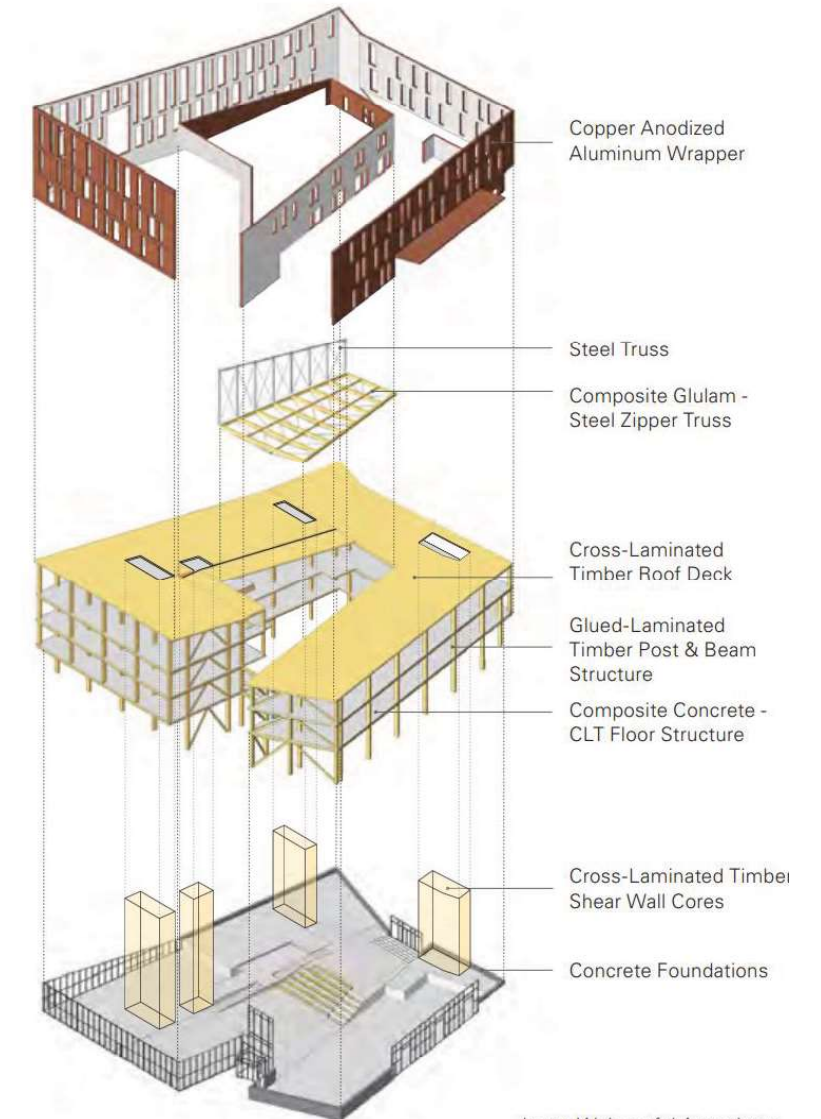 Copper Anodized
Aluminum Wrapper
Steel Truss
Composite Glulam -
Steel Zipper Truss
Cross-Laminated
Timber Roof Deck
Glued-Laminated
Timber Post & Beam
Structure
Composite Concrete -
CLT Floor Structure
Cross-Laminated Timber
Shear Wall Cores
Concrete Foundations